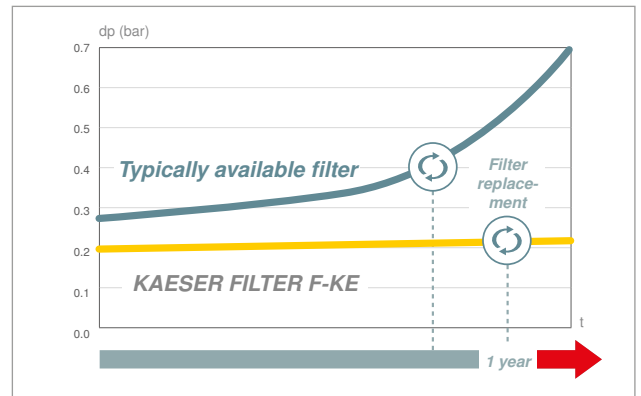 dp (bar)
0.7
0.6
0.5
0.4
0.3
0.2
0.1
0.0
Typically available filter
Filter
replace-
ment
KAESER FILTER F-KE
t
1 year